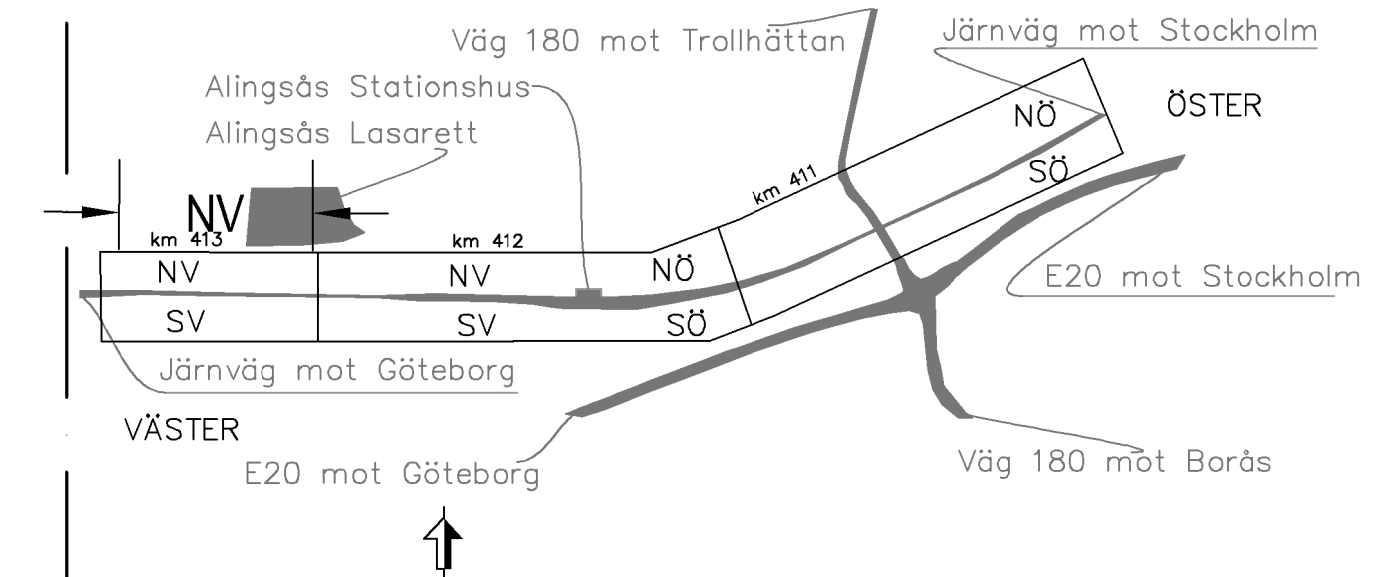 Väg 180 mot Trollhättan
Järnväg mot Stockholm
Alingsås Stationshus
Alingsås Lasarett
NÖ
ÖSTER
SÖ
km 411
NV
km 413
km 412
NV
NV
NÖ
E20 mot Stockholm
SV
SV
SÖ
Järnväg mot Göteborg
VÄSTER
E20 mot Göteborg
Väg 180 mot Borås